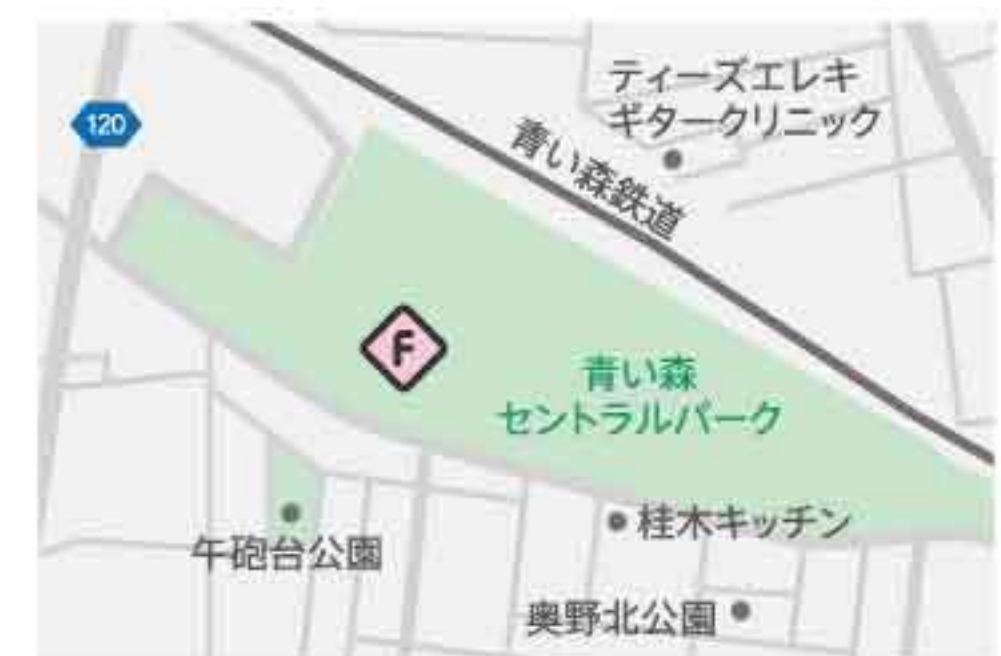 ティーズエレキ
ギタークリニック
120
青い森鉄道
F
青い森
セントラルパーク
桂木キッチン
午砲台公園
奥野北公園